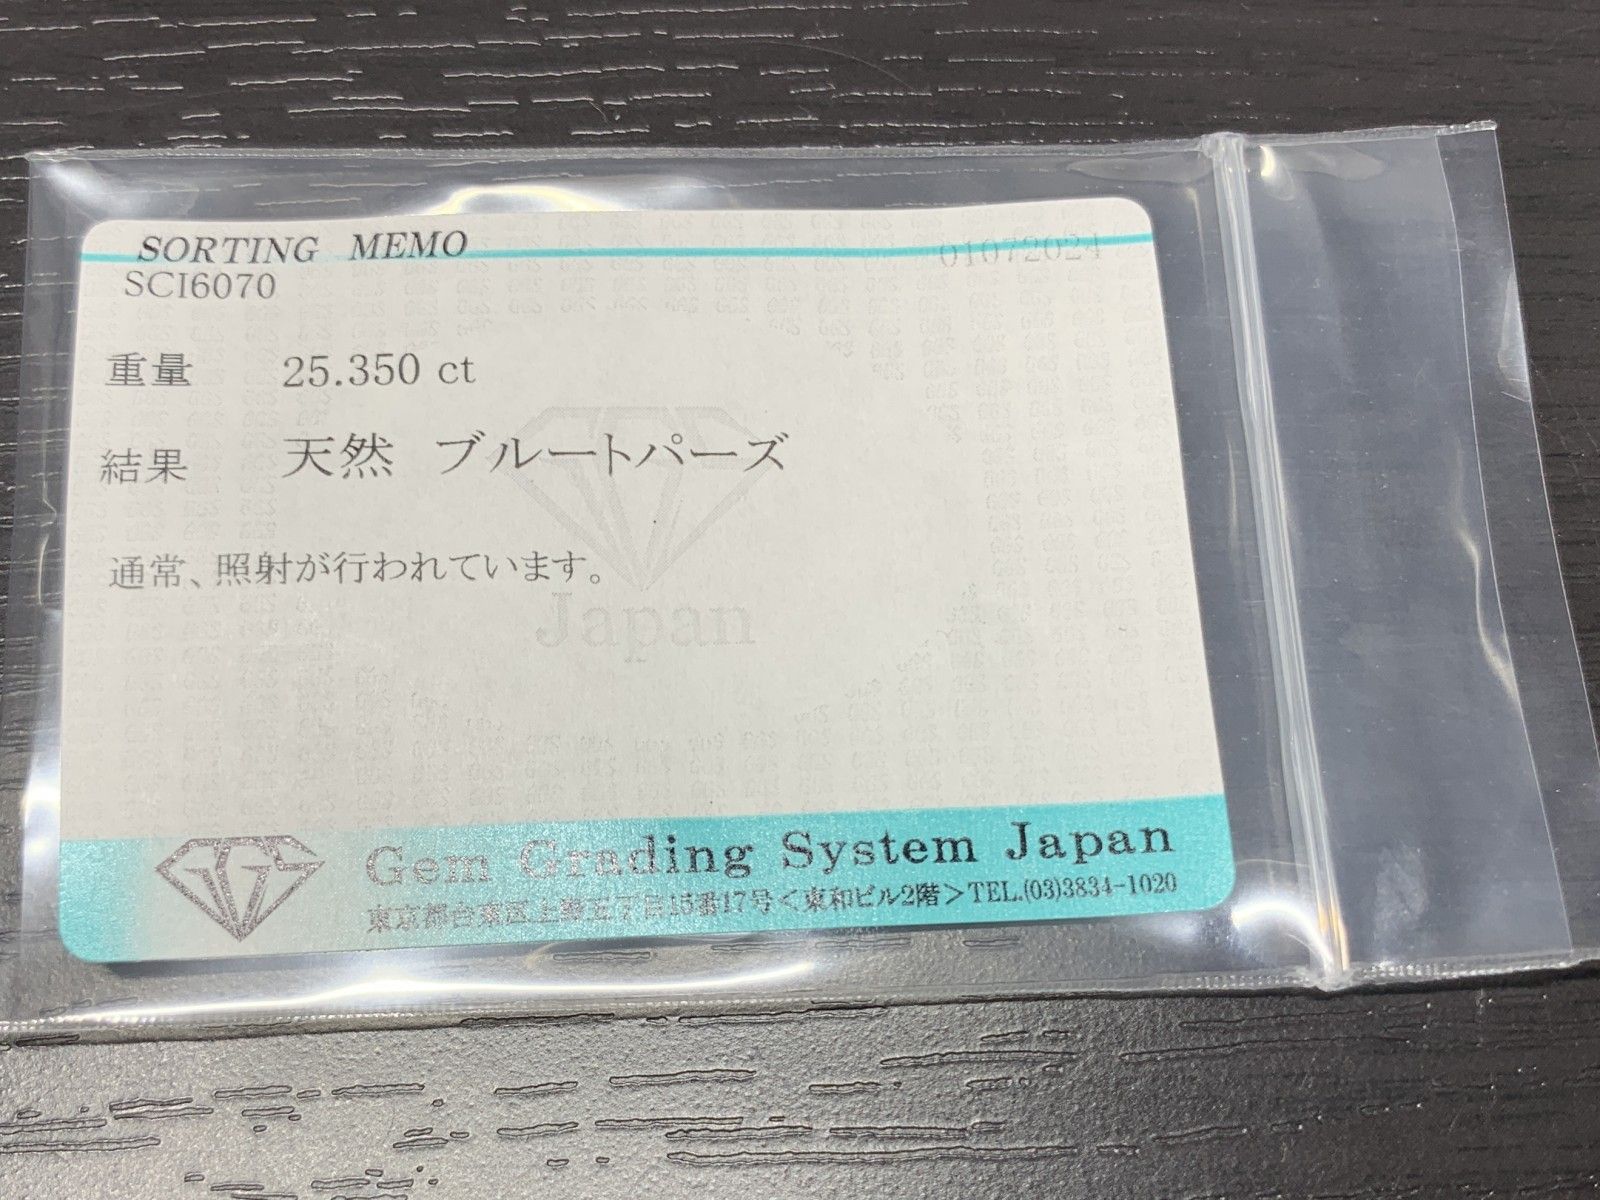 SORTING MEMO
01072024
SCI6070
重量 25.350 ct
結果 天然 ブルートパーズ
通常、照射が行われています。
Japan
GGS Gem Grading System Japan
東京都台東区上野五丁目15番17号<東和ビル2階>TEL.(03)3834-1020